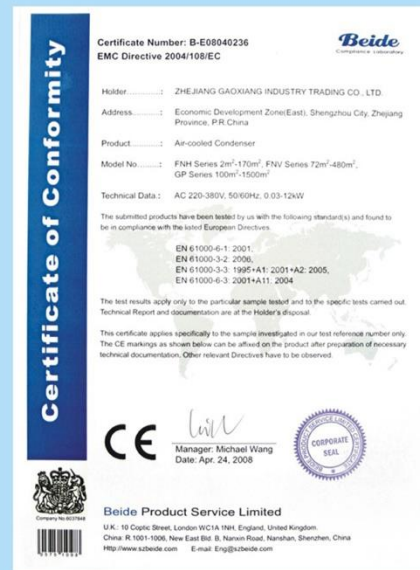 Certificate of Conformity
Certificate Number: B-E08040236
EMC Directive 2004/108/EC
Beide
Compliance Laboratory
Holder..........: ZHEJIANG GAOXIANG INDUSTRY TRADING CO., LTD.
Address..........: Economic Development Zone(East), Shengzhou City, Zhejiang
Province, P.R.China
Product..........: Air-cooled Condenser
Model No..........: FNH Series 2m²-170m², FNV Series 72m²-480m²,
GP Series 100m²-1500m²
Technical Data.: AC 220-380V, 50/60Hz, 0.03-12kW
The submitted products have been tested by us with the following standard(s) and found to
be in compliance with the listed European Directives
EN 61000-6-1: 2001,
EN 61000-3-2: 2006,
EN 61000-3-3: 1995+A1: 2001+A2: 2005,
EN 61000-6-3: 2001+A11: 2004
The test results apply only to the particular sample tested and to the specific tests carried out.
Technical Report and documentation are at the Holder's disposal.
This certificate applies specifically to the sample investigated in our test reference number only.
The CE markings as shown below can be affixed on the product after preparation of necessary
technical documentation. Other relevant Directives have to be observed.
CE
Manager: Michael Wang
Date: Apr. 24, 2008
CORPORATE
SEAL
Company No:6037848
Beide Product Service Limited
U.K.: 10 Coptic Street, London WC1A 1NH, England, United Kingdom.
China: R.1001-1006, New East Bld. B, Nanxin Road, Nanshan, Shenzhen, China
Http://www.szbeide.com E-mail: Eng@szbeide.com